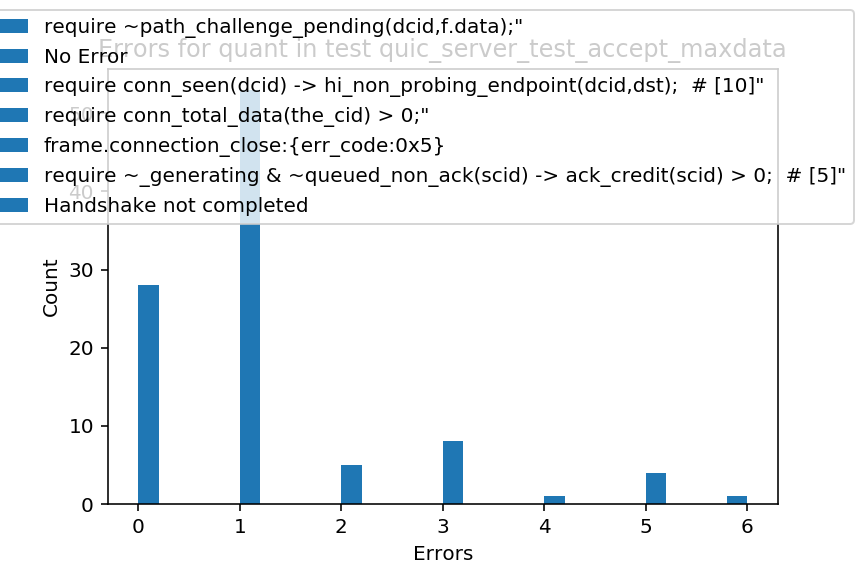 Errors for quant in test quic_server_test_accept_maxdata
require ~path_challenge_pending(dcid,f.data);"
No Error
require conn_seen(dcid) -> hi_non_probing_endpoint(dcid,dst);  # [10]"
require conn_total_data(the_cid) > 0;"
frame.connection_close:{err_code:0x5}
require ~_generating & ~queued_non_ack(scid) -> ack_credit(scid) > 0;  # [5]"
Handshake not completed
50
40
30
20
10
0
Count
0 1 2 3 4 5 6
Errors